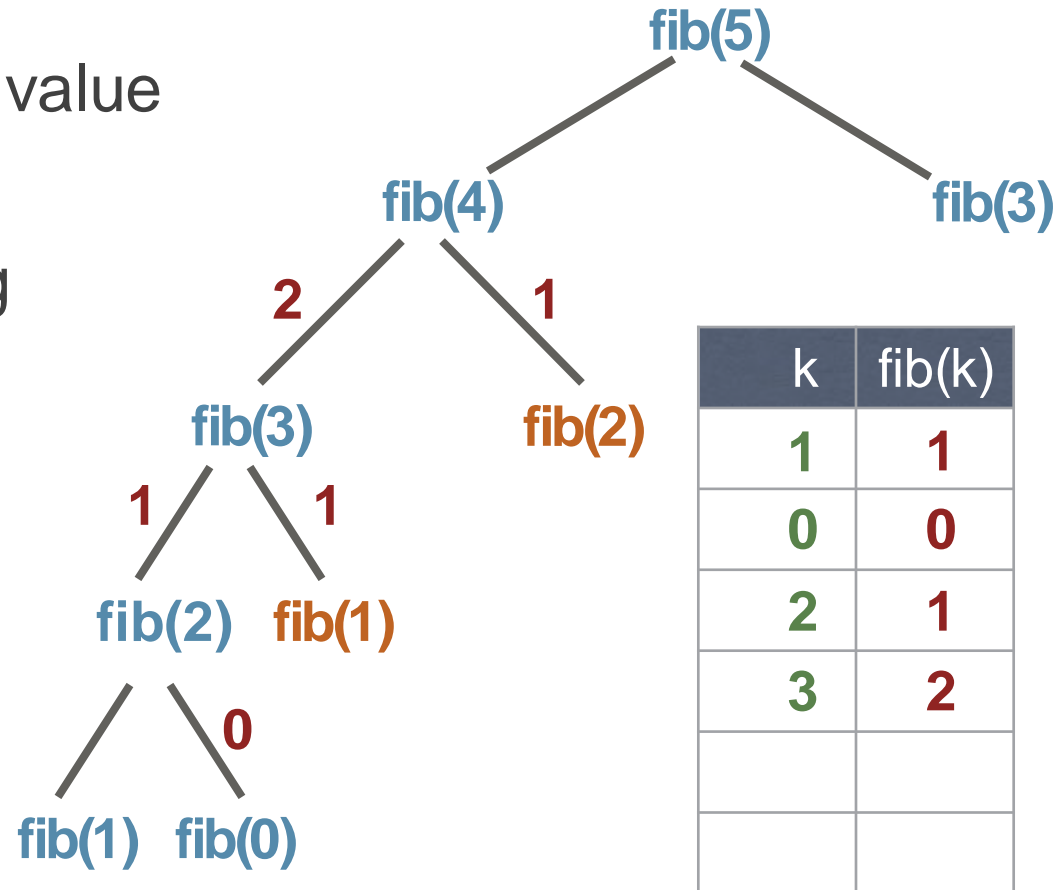 fib(5)
value
fib(4)
fib(3)
g
2
1
k fib(k)
fib(3)
fib(2)
1 1
1
1
0 0
fib(2)
fib(1)
2 1
3 2
0
fib(1)
fib(0)